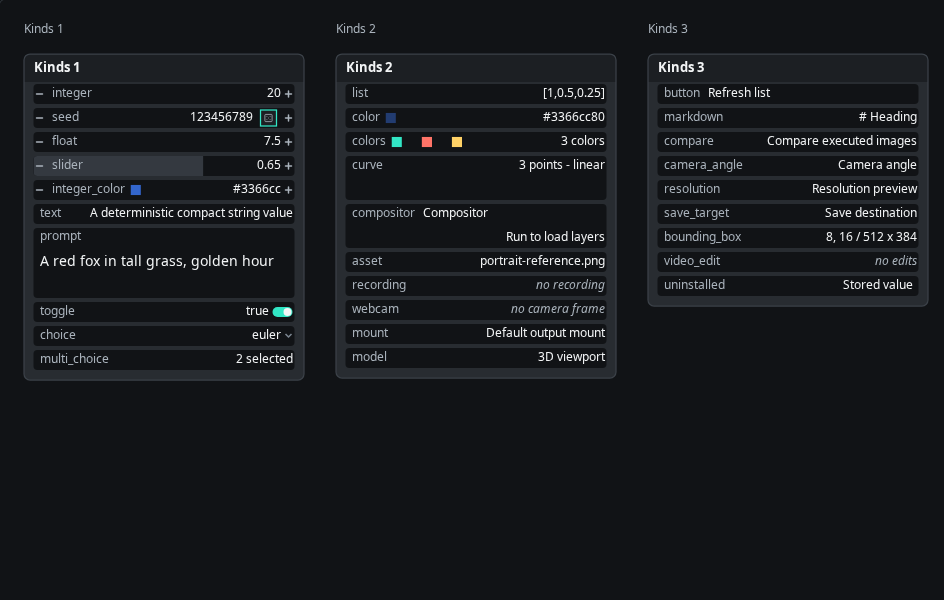 Kinds 1
Kinds 1
− integer 20 +
− seed 123456789 +
− float 7.5 +
− slider 0.65 +
− integer_color #3366cc +
text A deterministic compact string value
prompt
A red fox in tall grass, golden hour
toggle true
choice euler
multi_choice 2 selected
Kinds 2
Kinds 2
list [1,0.5,0.25]
color #3366cc80
colors 3 colors
curve 3 points - linear
compositor Compositor
Run to load layers
asset portrait-reference.png
recording no recording
webcam no camera frame
mount Default output mount
model 3D viewport
Kinds 3
Kinds 3
button Refresh list
markdown # Heading
compare Compare executed images
camera_angle Camera angle
resolution Resolution preview
save_target Save destination
bounding_box 8, 16 / 512 x 384
video_edit no edits
uninstalled Stored value